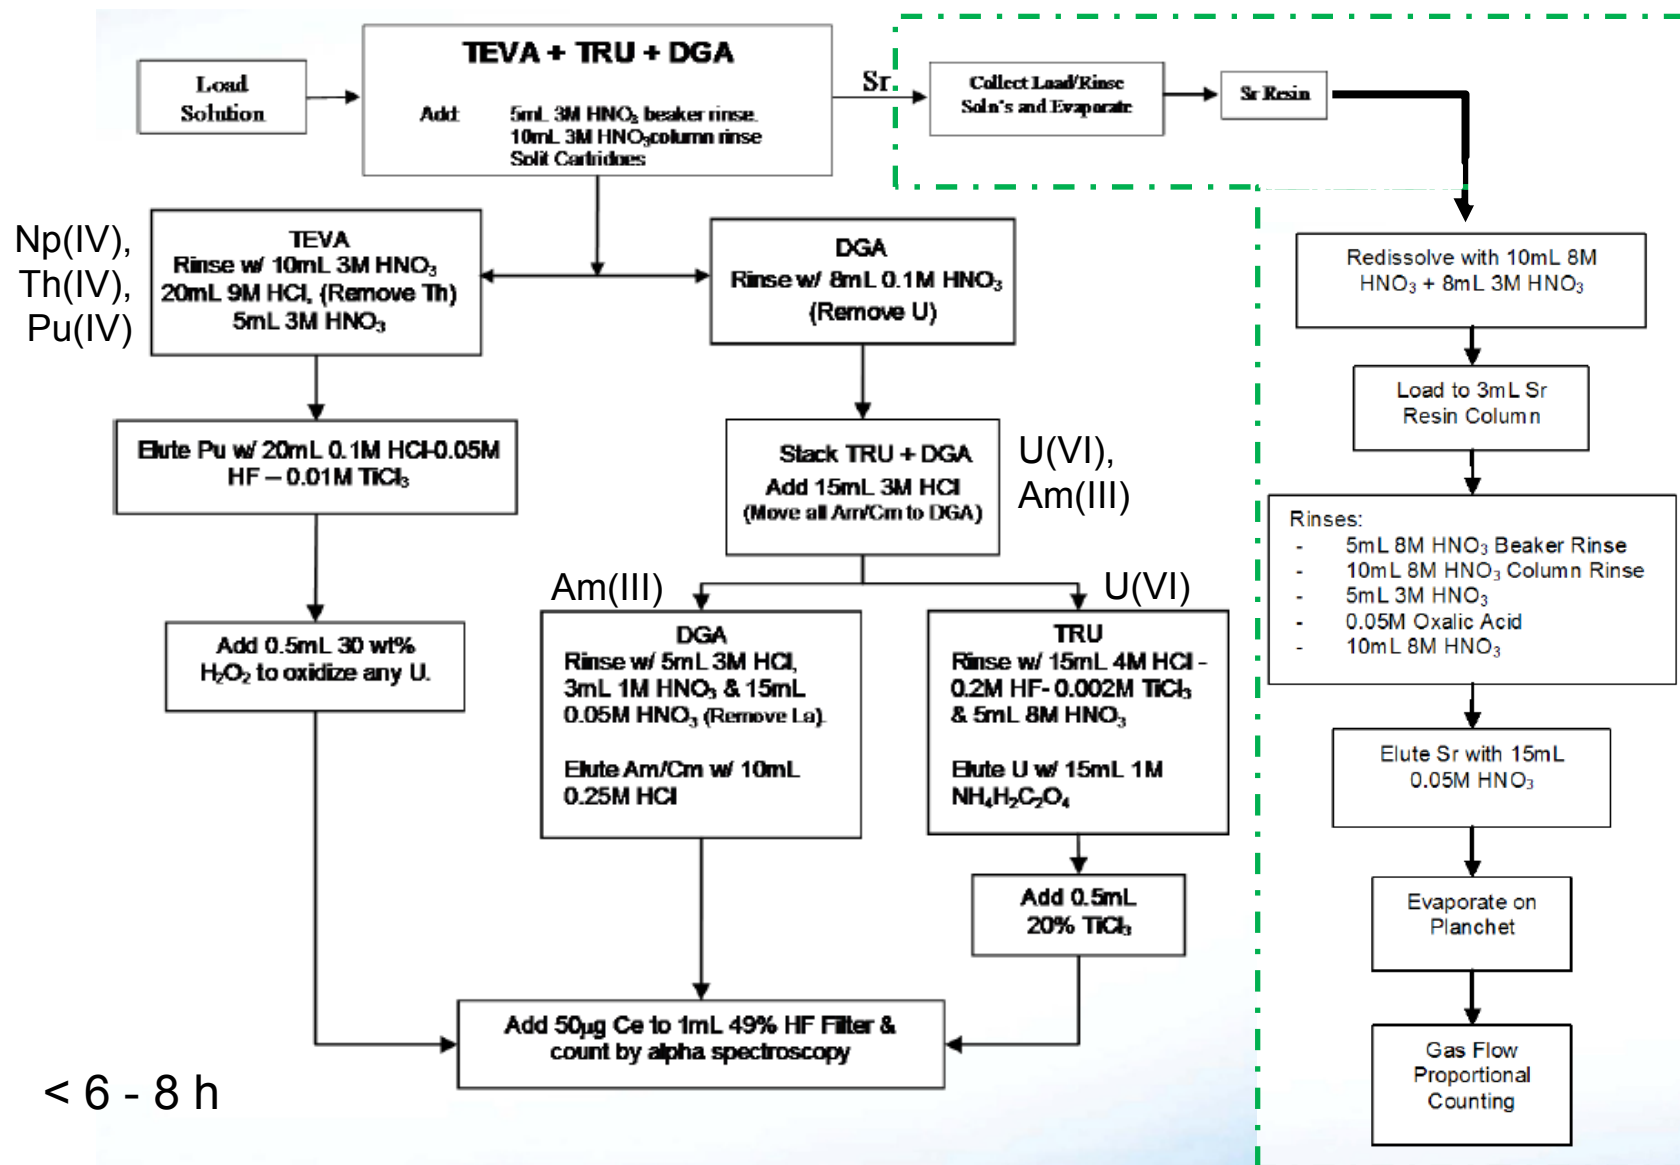 Load
Solution
TEVA + TRU + DGA
Add: 5mL 3M HNO₃ beaker rinse.
10mL 3M HNO₃column rinse
Split Cartridges
Sr
Collect Load/Rinse
Soln's and Evaporate
Sr Resin
Np(IV),
Th(IV),
Pu(IV)
TEVA
Rinse w/ 10mL 3M HNO₃
20mL 9M HCl, (Remove Th)
5mL 3M HNO₃
DGA
Rinse w/ 8mL 0.1M HNO₃
(Remove U)
Elute Pu w/ 20mL 0.1M HCl-0.05M
HF – 0.01M TiCl₃
Stack TRU + DGA
Add 15mL 3M HCl
(Move all Am/Cm to DGA)
U(VI),
Am(III)
Am(III)
U(VI)
Add 0.5mL 30 wt%
H₂O₂ to oxidize any U.
DGA
Rinse w/ 5mL 3M HCl,
3mL 1M HNO₃ & 15mL
0.05M HNO₃ (Remove La).
Elute Am/Cm w/ 10mL
0.25M HCl
TRU
Rinse w/ 15mL 4M HCl -
0.2M HF- 0.002M TiCl₃
& 5mL 8M HNO₃
Elute U w/ 15mL 1M
NH₄H₂C₂O₄
Add 0.5mL
20% TiCl₃
Add 50µg Ce to 1mL 49% HF Filter &
count by alpha spectroscopy
< 6 - 8 h
Redissolve with 10mL 8M
HNO₃ + 8mL 3M HNO₃
Load to 3mL Sr
Resin Column
Rinses:
- 5mL 8M HNO₃ Beaker Rinse
- 10mL 8M HNO₃ Column Rinse
- 5mL 3M HNO₃
- 0.05M Oxalic Acid
- 10mL 8M HNO₃
Elute Sr with 15mL
0.05M HNO₃
Evaporate on
Planchet
Gas Flow
Proportional
Counting